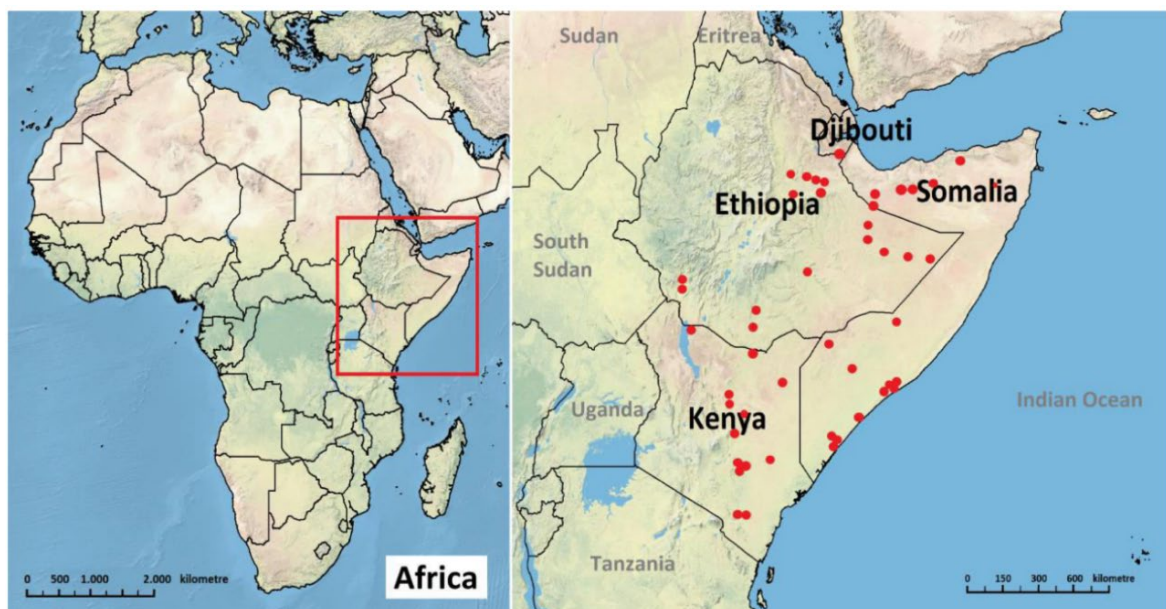 Africa
0 500 1.000 2.000 kilometre
Sudan
Eritrea
Djibouti
Ethiopia
Somalia
South
Sudan
Uganda
Kenya
Indian Ocean
Tanzania
0 150 300 600 kilometre